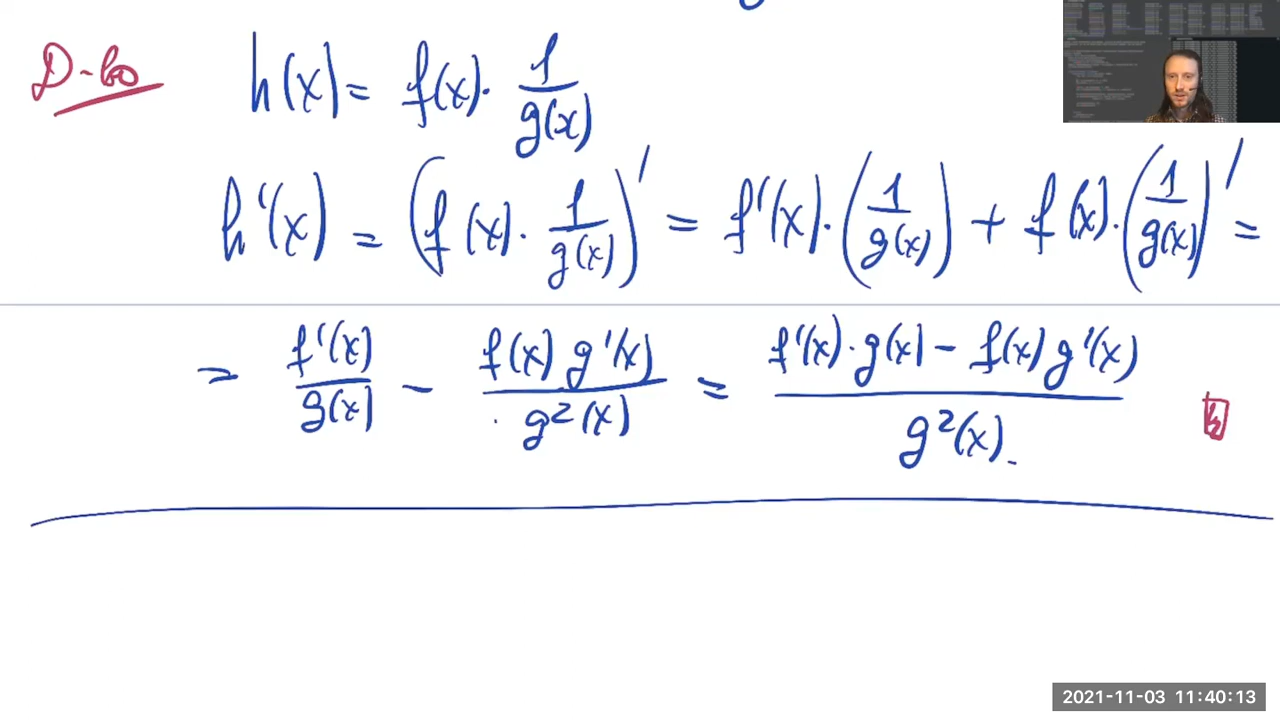 Д-во h(x) = f(x) · 1/g(x)
h'(x) = (f(x) · 1/g(x))' = f'(x) · (1/g(x)) + f(x) · (1/g(x))' =
= f'(x)/g(x) - f(x) g'(x)/g²(x) = (f'(x) · g(x) - f(x) g'(x))/g²(x)
2021-11-03 11:40:13